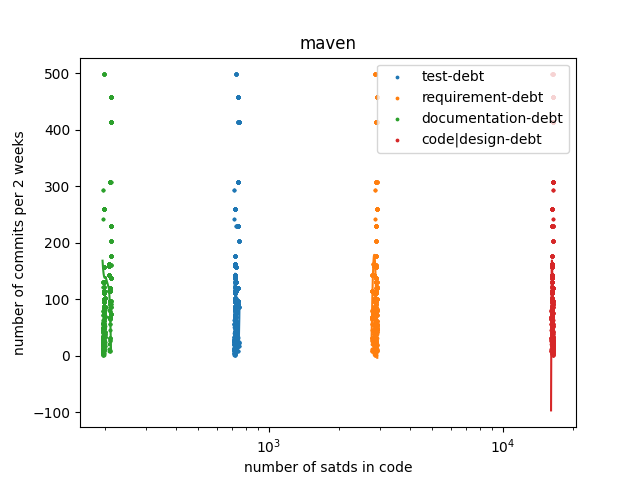 maven
test-debt
requirement-debt
documentation-debt
code|design-debt
number of commits per 2 weeks
500
400
300
200
100
0
−100
10³
10⁴
number of satds in code